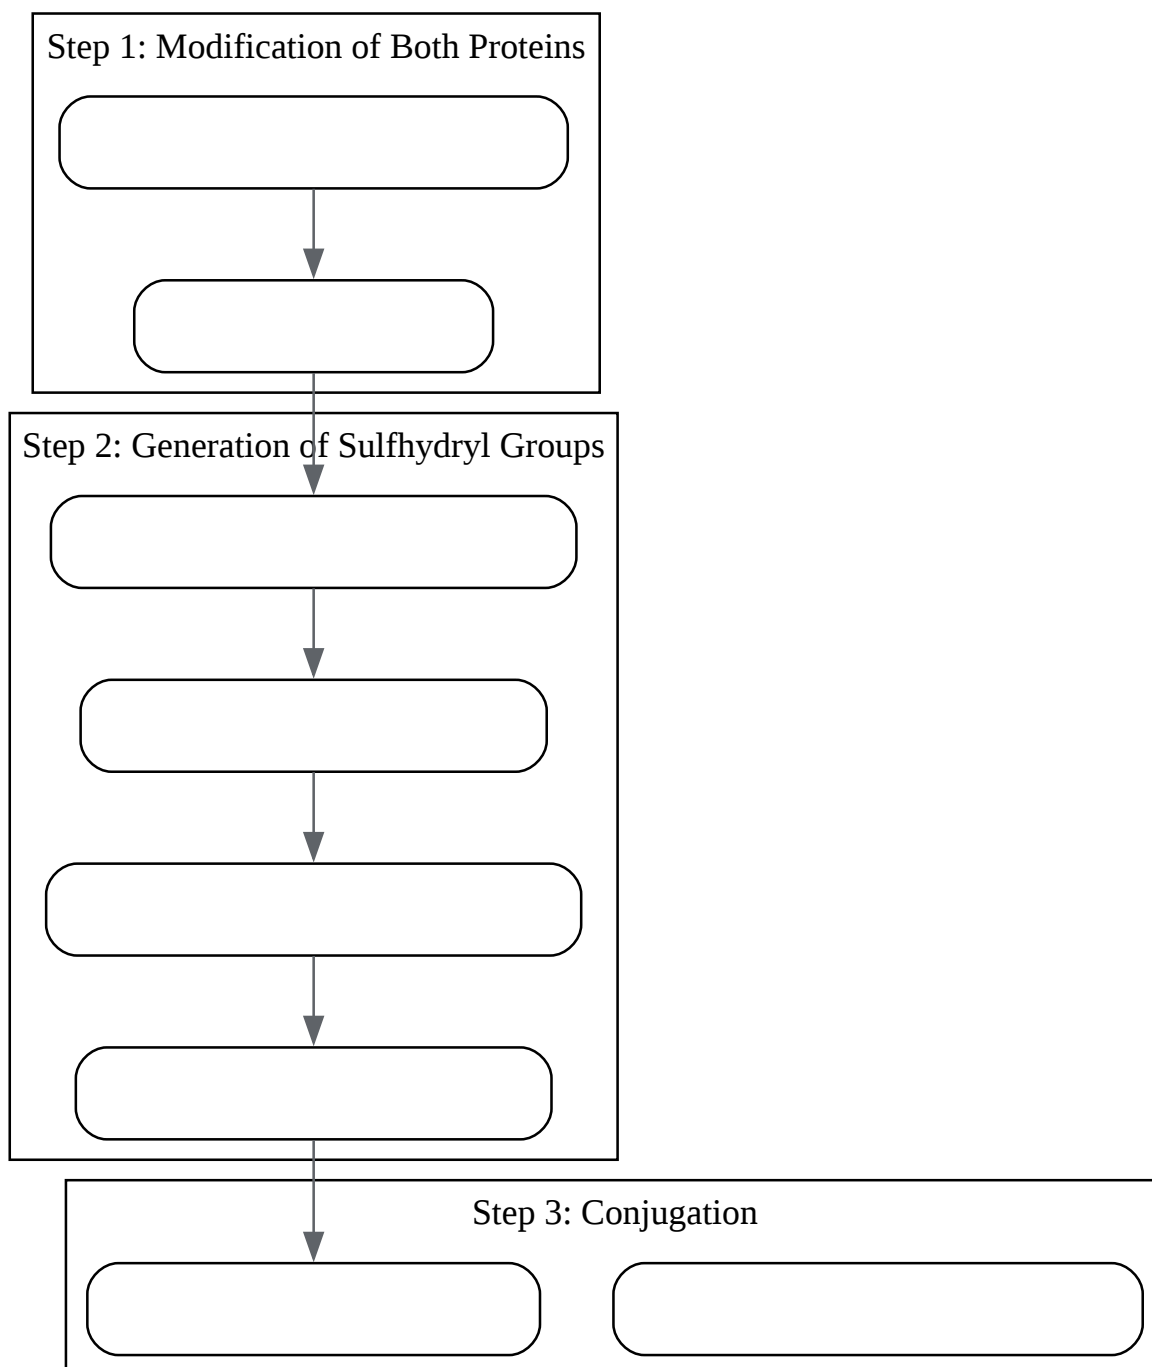 Step 1: Modification of Both Proteins
Step 2: Generation of Sulfhydryl Groups
Step 3: Conjugation